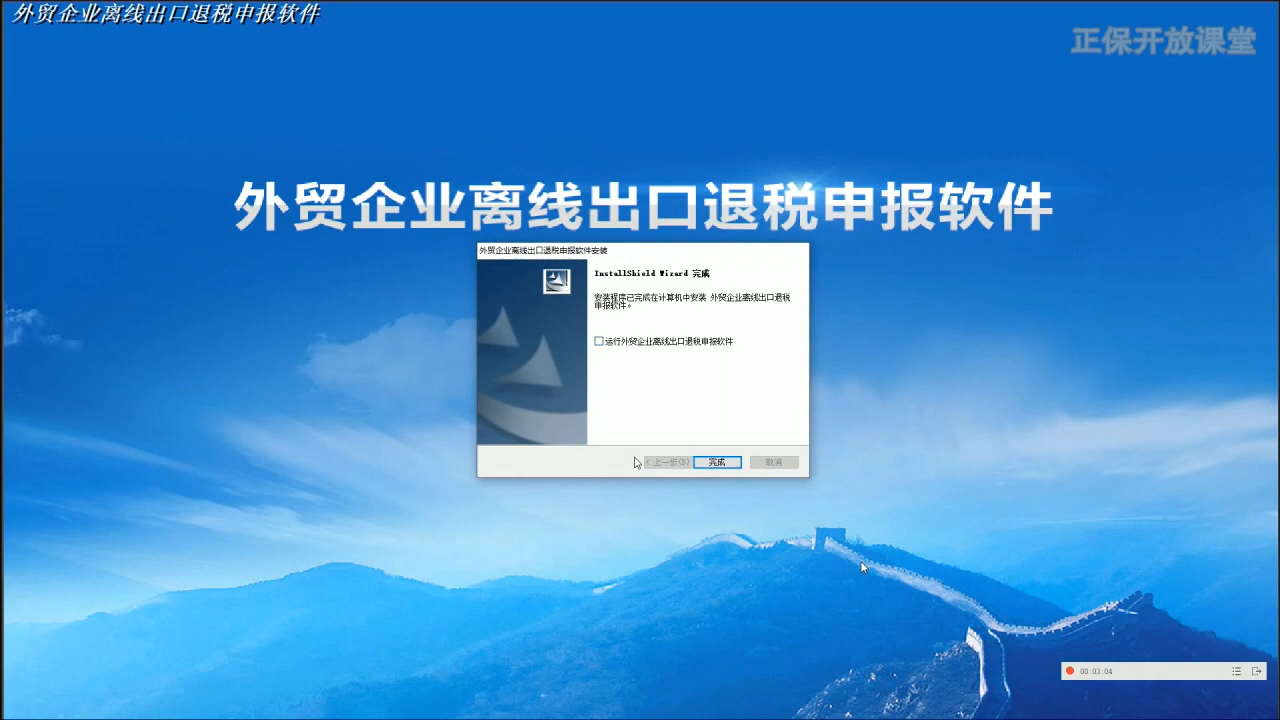 外贸企业离线出口退税申报软件
正保开放课堂
外贸企业离线出口退税申报软件
外贸企业离线出口退税申报软件安装
InstallShield Wizard 完成
安装程序已完成在计算机中安装 外贸企业离线出口退税
申报软件。
运行外贸企业离线出口退税申报软件
< 上一步(B) 完成 取消
00:03:04